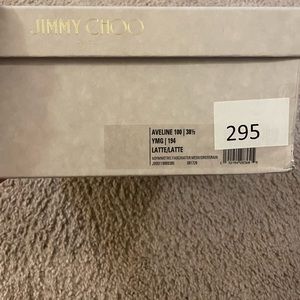 JIMMY CHOO
AVELINE 100 | 38½
YMG | 194
LATTE/LATTE
295